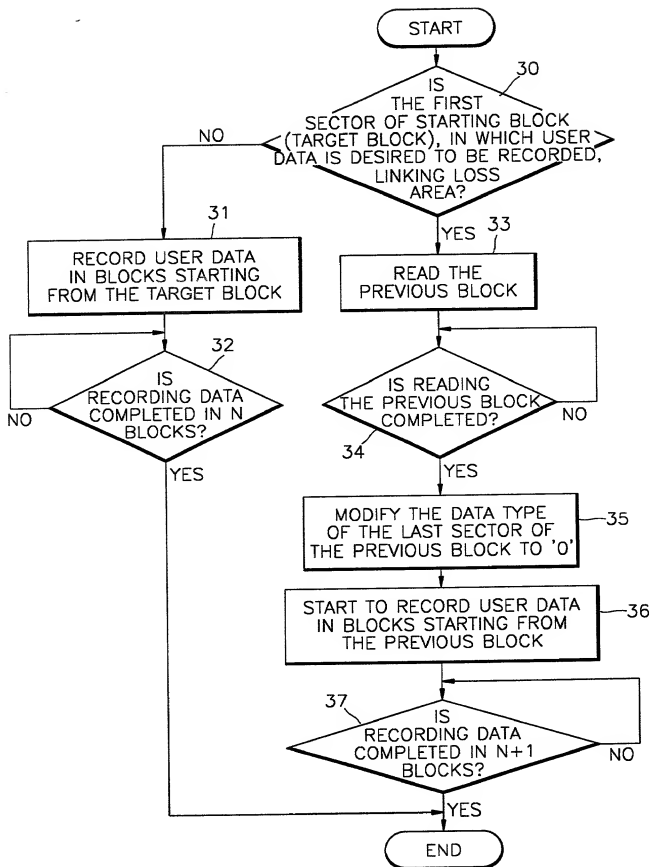 START
30
IS
THE FIRST
SECTOR OF STARTING BLOCK
(TARGET BLOCK), IN WHICH USER
DATA IS DESIRED TO BE RECORDED,
LINKING LOSS
AREA?
NO
YES
31
RECORD USER DATA
IN BLOCKS STARTING
FROM THE TARGET BLOCK
33
READ THE
PREVIOUS BLOCK
32
IS
RECORDING DATA
COMPLETED IN N
BLOCKS?
NO
YES
IS READING
THE PREVIOUS BLOCK
COMPLETED?
NO
34
YES
MODIFY THE DATA TYPE
OF THE LAST SECTOR OF
THE PREVIOUS BLOCK TO '0'
35
START TO RECORD USER DATA
IN BLOCKS STARTING FROM
THE PREVIOUS BLOCK
36
37
IS
RECORDING DATA
COMPLETED IN N+1
BLOCKS?
NO
YES
END